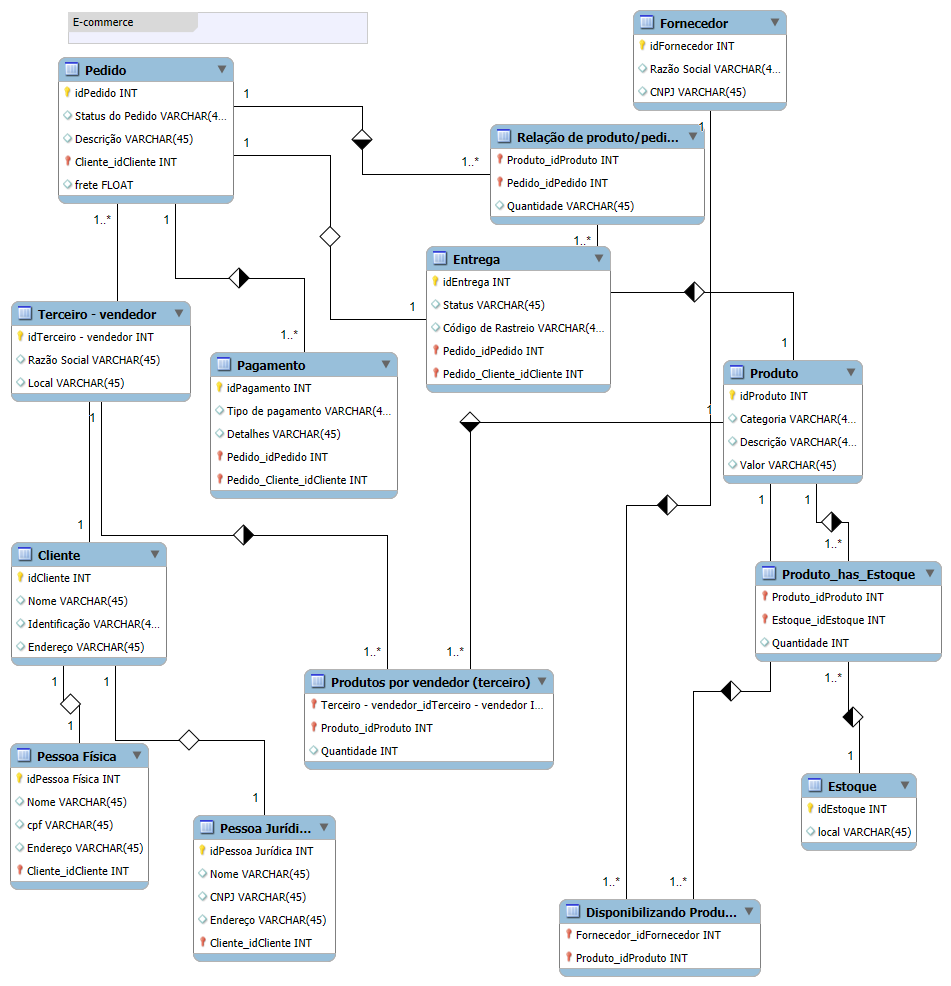 E-commerce
Fornecedor
idFornecedor INT
Razão Social VARCHAR(4...
CNPJ VARCHAR(45)
1
Pedido
idPedido INT
Status do Pedido VARCHAR(4...
Descrição VARCHAR(45)
Cliente_idCliente INT
frete FLOAT
1
1
1..*
1
Relação de produto/pedi...
Produto_idProduto INT
Pedido_idPedido INT
Quantidade VARCHAR(45)
1..*
1..*
Entrega
idEntrega INT
Status VARCHAR(45)
Código de Rastreio VARCHAR(4...
Pedido_idPedido INT
Pedido_Cliente_idCliente INT
1
1
Terceiro - vendedor
idTerceiro - vendedor INT
Razão Social VARCHAR(45)
Local VARCHAR(45)
1
1
1..*
Pagamento
idPagamento INT
Tipo de pagamento VARCHAR(4...
Detalhes VARCHAR(45)
Pedido_idPedido INT
Pedido_Cliente_idCliente INT
Produto
idProduto INT
Categoria VARCHAR(4...
Descrição VARCHAR(4...
Valor VARCHAR(45)
1
1
1
1..*
Cliente
idCliente INT
Nome VARCHAR(45)
Identificação VARCHAR(4...
Endereço VARCHAR(45)
1
1
1
Produto_has_Estoque
Produto_idProduto INT
Estoque_idEstoque INT
Quantidade INT
1..*
1
1..*
1..*
Produtos por vendedor (terceiro)
Terceiro - vendedor_idTerceiro - vendedor I...
Produto_idProduto INT
Quantidade INT
Pessoa Física
idPessoa Física INT
Nome VARCHAR(45)
cpf VARCHAR(45)
Endereço VARCHAR(45)
Cliente_idCliente INT
1
Pessoa Jurídi...
idPessoa Jurídica INT
Nome VARCHAR(45)
CNPJ VARCHAR(45)
Endereço VARCHAR(45)
Cliente_idCliente INT
Estoque
idEstoque INT
local VARCHAR(45)
1..*
1..*
Disponibilizando Produ...
Fornecedor_idFornecedor INT
Produto_idProduto INT